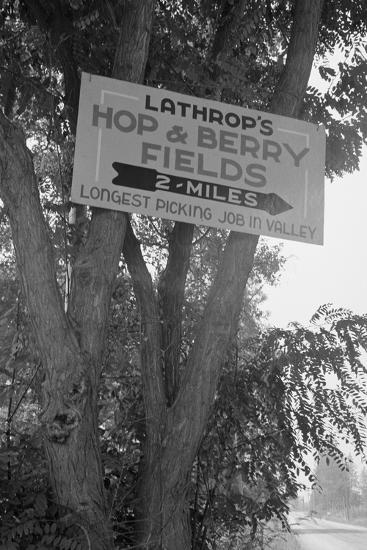 LATHROP'S
HOP & BERRY
FIELDS
2-MILES
LONGEST PICKING JOB IN VALLEY